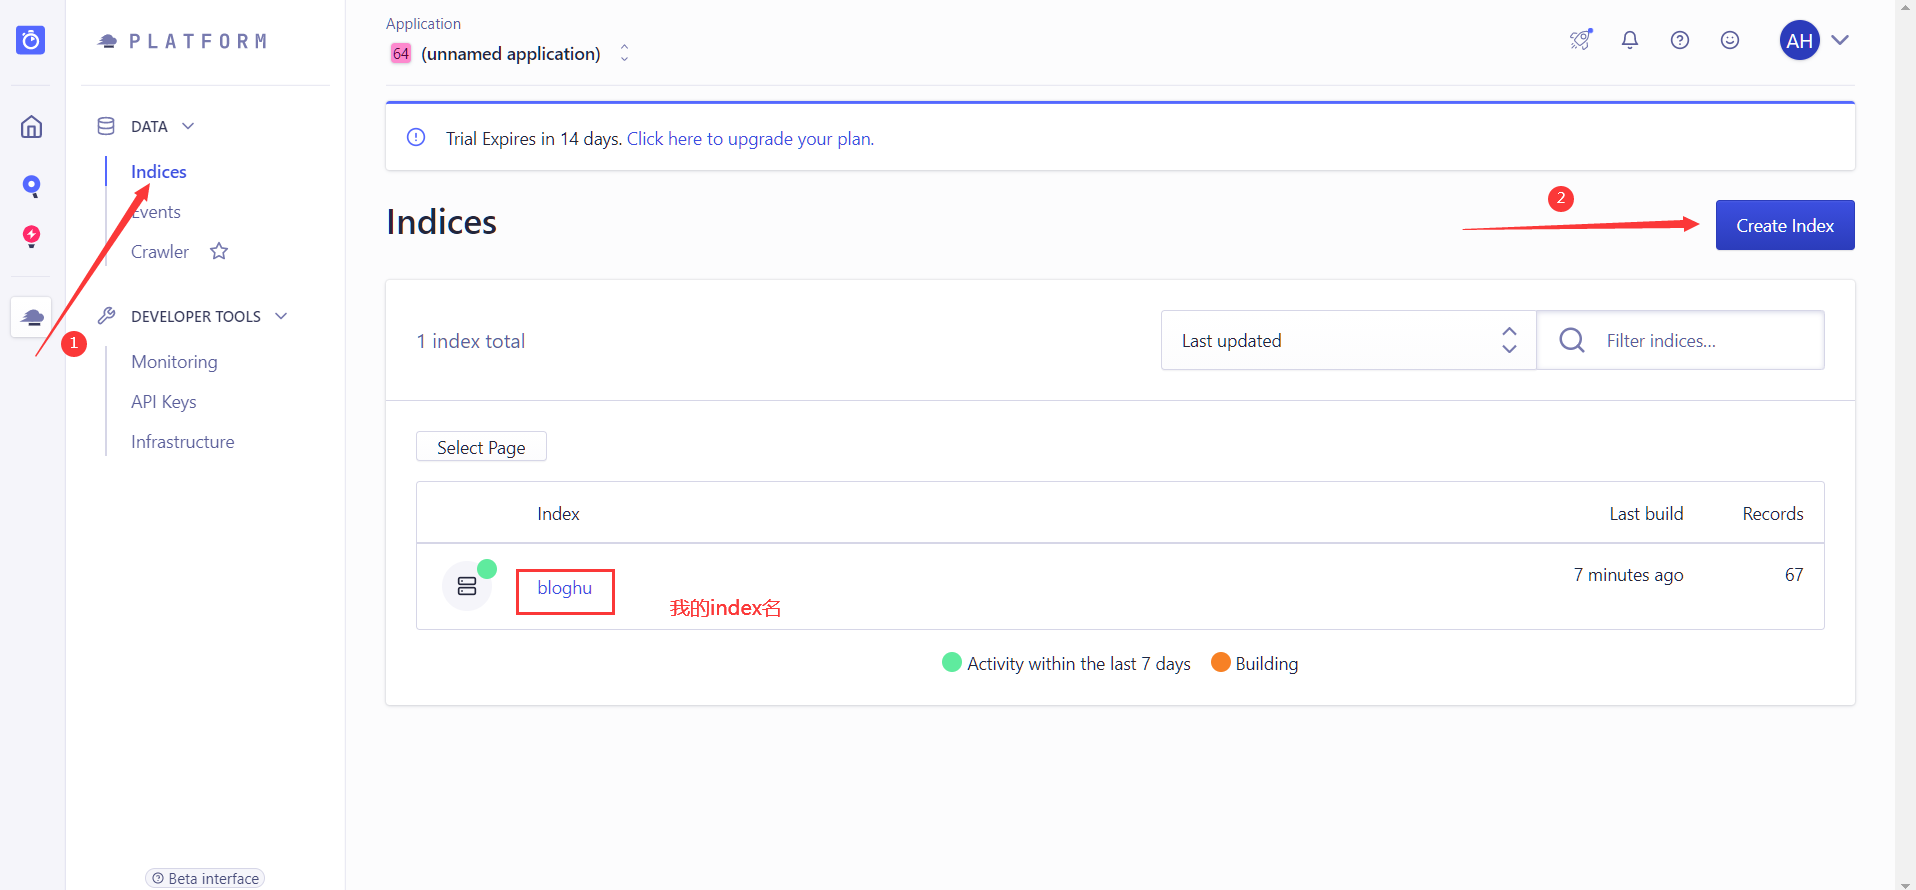 PLATFORM
DATA
Indices
Events
Crawler
DEVELOPER TOOLS
Monitoring
API Keys
Infrastructure
Beta interface
1
Application
64 (unnamed application)
AH
Trial Expires in 14 days. Click here to upgrade your plan.
Indices
2
Create Index
1 index total
Last updated
Filter indices...
Select Page
Index Last build Records
bloghu 7 minutes ago 67
我的index名
Activity within the last 7 days Building